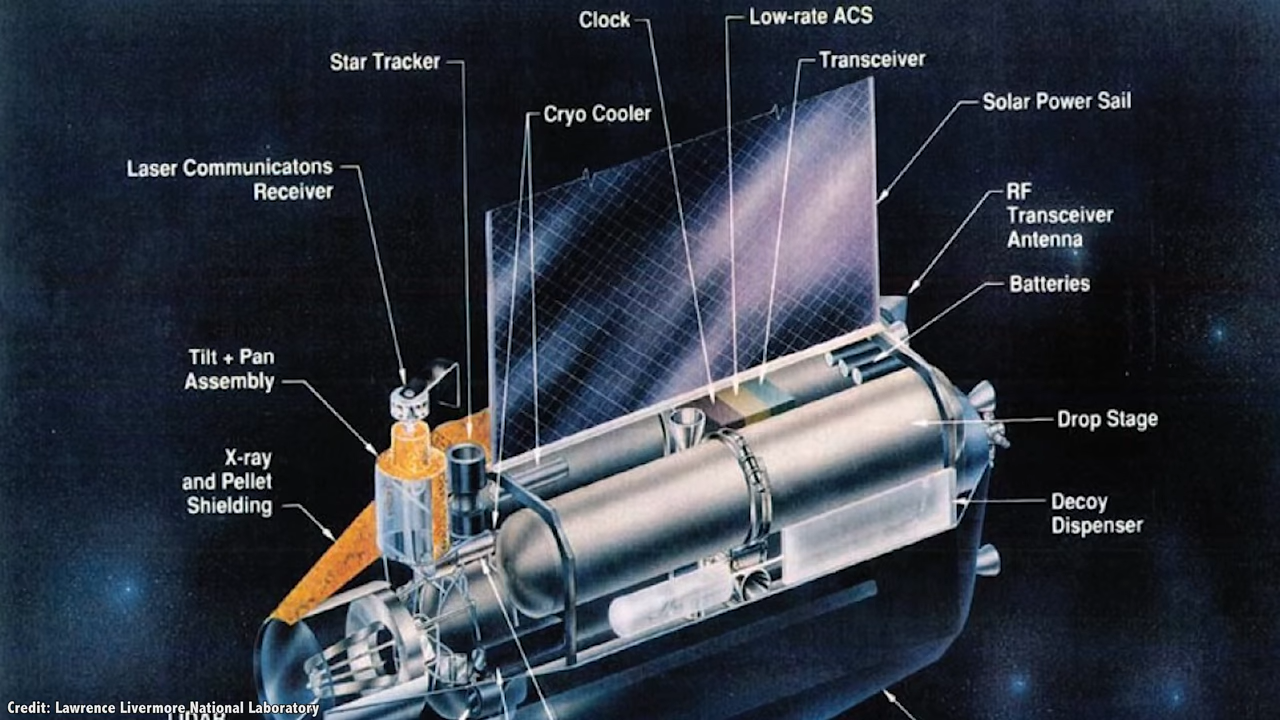 Clock
Low-rate ACS
Star Tracker
Transceiver
Cryo Cooler
Solar Power Sail
Laser Communicatons
Receiver
RF
Transceiver
Antenna
Batteries
Tilt + Pan
Assembly
Drop Stage
X-ray
and Pellet
Shielding
Decoy
Dispenser
Credit: Lawrence Livermore National Laboratory
LIDAR